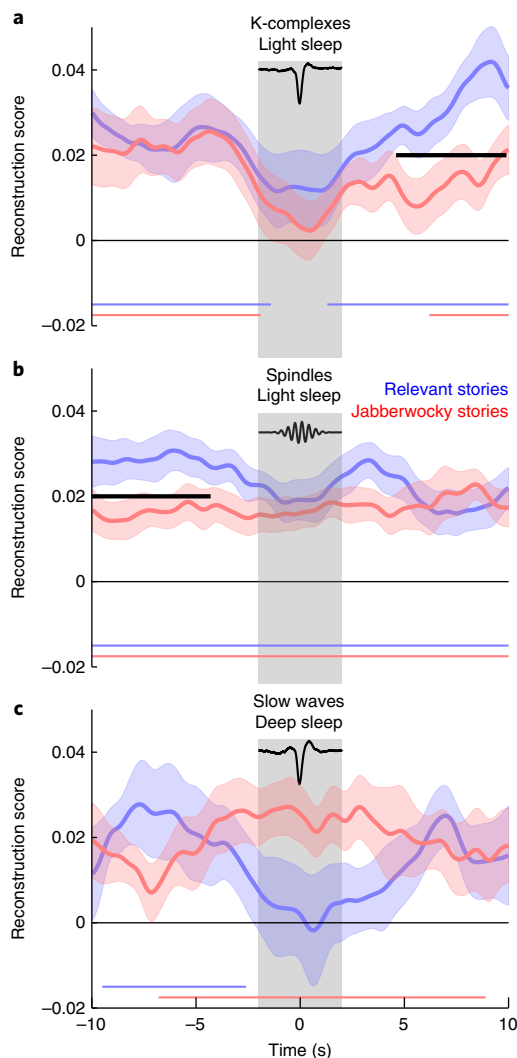 a
K-complexes
Light sleep
Reconstruction score
0.04
0.02
0
−0.02
b
Spindles
Light sleep
Relevant stories
Jabberwocky stories
Reconstruction score
0.04
0.02
0
−0.02
c
Slow waves
Deep sleep
Reconstruction score
0.04
0.02
0
−0.02
−10
−5
0
5
10
Time (s)